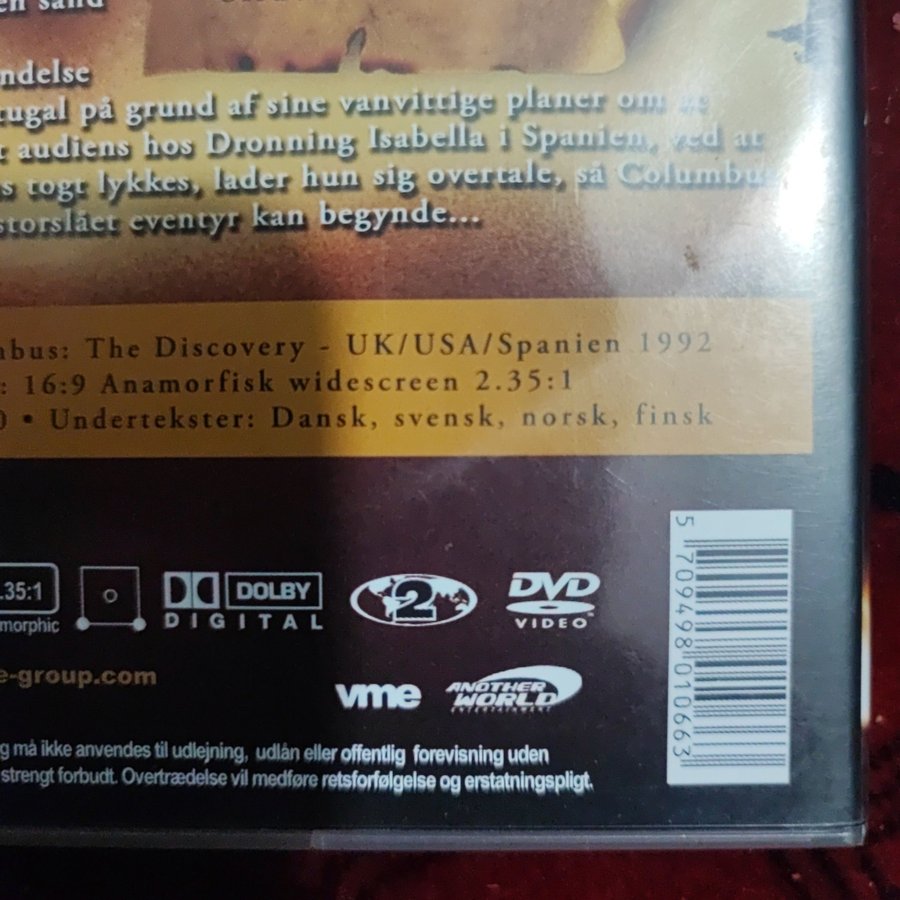 en sand
ndelse
tugal på grund af sine vanvittige planer om at
t audiens hos Dronning Isabella i Spanien, ved at
s togt lykkes, lader hun sig overtale, så Columbus
storslået eventyr kan begynde...
mbus: The Discovery - UK/USA/Spanien 1992
: 16:9 Anamorfisk widescreen 2.35:1
0 • Undertekster: Dansk, svensk, norsk, finsk
.35:1
morphic
DOLBY
DIGITAL
2
DVD
VIDEO
e-group.com
vme
ANOTHER
WORLD
ENTERTAINMENT
g må ikke anvendes til udlejning, udlån eller offentlig forevisning uden
strengt forbudt. Overtrædelse vil medføre retsforfølgelse og erstatningspligt.
5 709498 010663